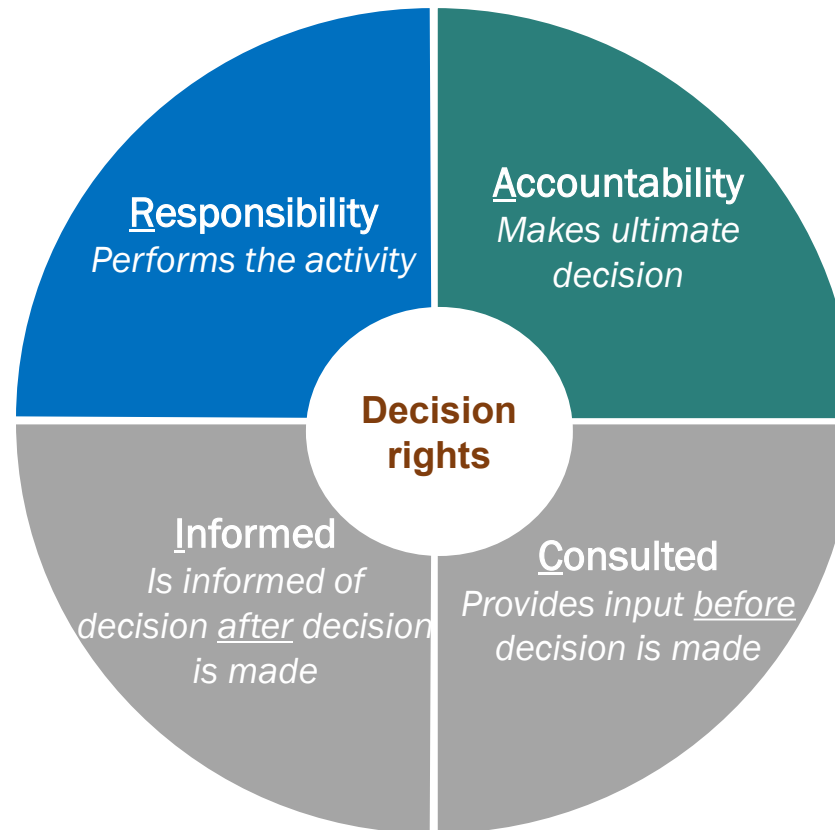 Responsibility
Performs the activity
Accountability
Makes ultimate
decision
Decision
rights
Informed
Is informed of
decision after decision
is made
Consulted
Provides input before
decision is made